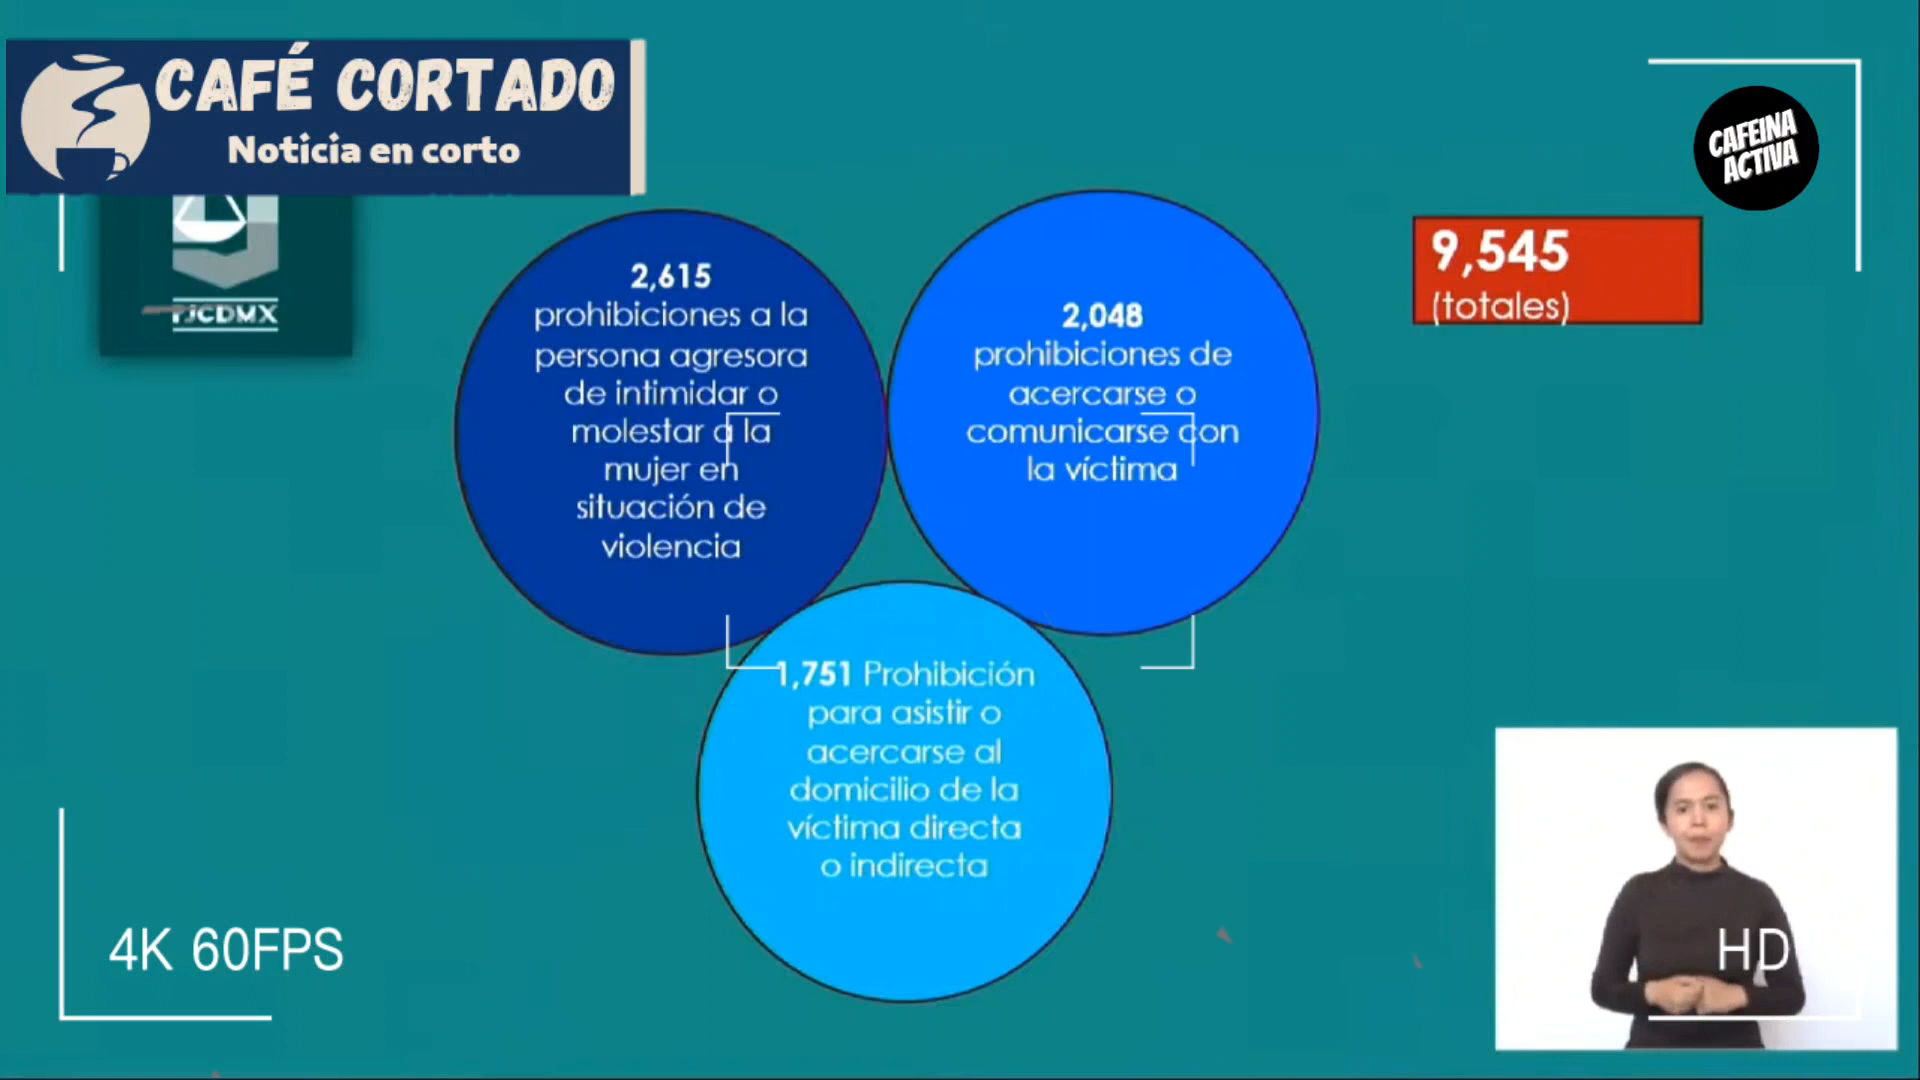 CAFÉ CORTADO
Noticia en corto
CAFEINA
ACTIVA
PJCDMX
2,615
prohibiciones a la
persona agresora
de intimidar o
molestar a la
mujer en
situación de
violencia
2,048
prohibiciones de
acercarse o
comunicarse con
la víctima
9,545
(totales)
1,751 Prohibición
para asistir o
acercarse al
domicilio de la
víctima directa
o indirecta
4K 60FPS
HD